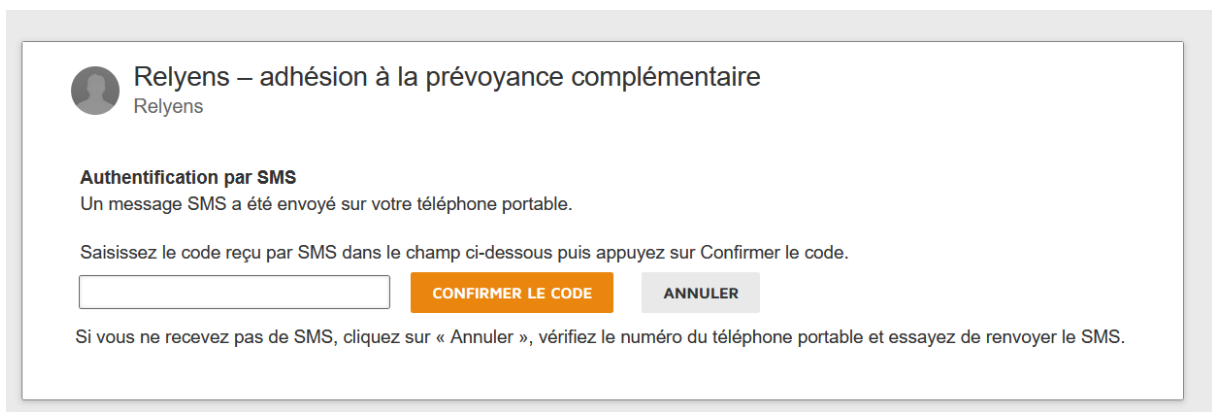 Relyens – adhésion à la prévoyance complémentaire
Relyens
Authentification par SMS
Un message SMS a été envoyé sur votre téléphone portable.
Saisissez le code reçu par SMS dans le champ ci-dessous puis appuyez sur Confirmer le code.
CONFIRMER LE CODE ANNULER
Si vous ne recevez pas de SMS, cliquez sur « Annuler », vérifiez le numéro du téléphone portable et essayez de renvoyer le SMS.